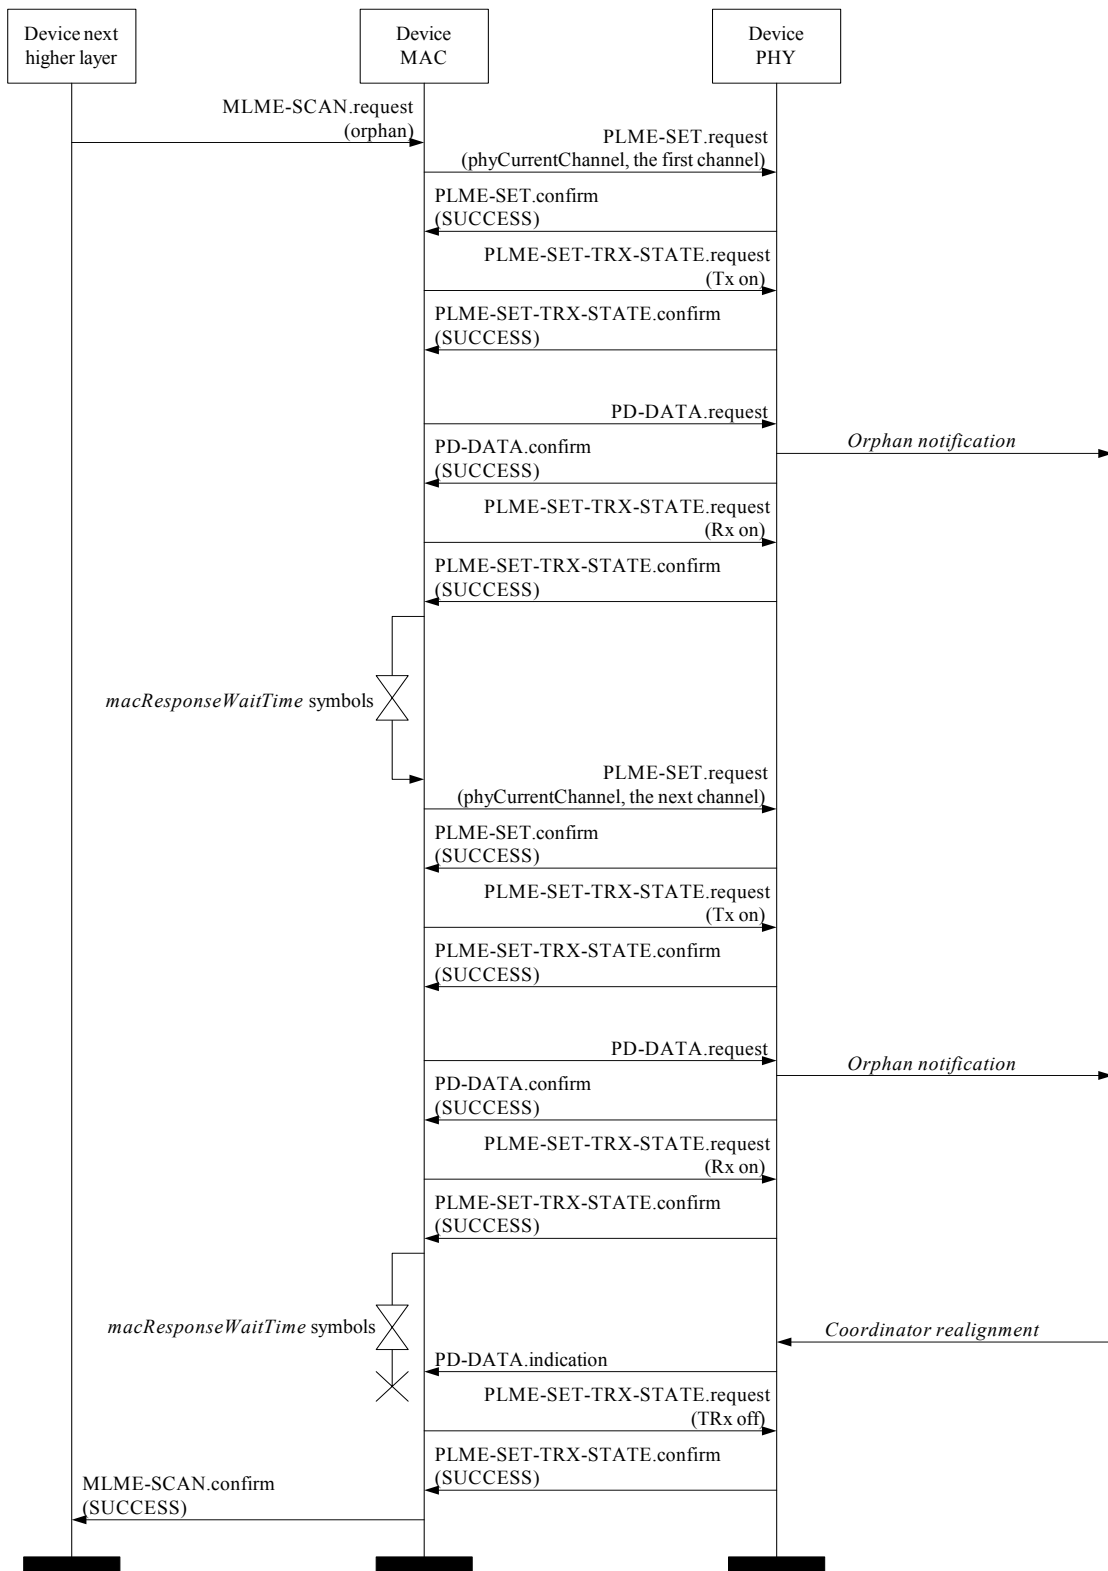 Device next
higher layer
Device
MAC
Device
PHY
MLME-SCAN.request
(orphan)
PLME-SET.request
(phyCurrentChannel, the first channel)
PLME-SET.confirm
(SUCCESS)
PLME-SET-TRX-STATE.request
(Tx on)
PLME-SET-TRX-STATE.confirm
(SUCCESS)
PD-DATA.request
Orphan notification
PD-DATA.confirm
(SUCCESS)
PLME-SET-TRX-STATE.request
(Rx on)
PLME-SET-TRX-STATE.confirm
(SUCCESS)
macResponseWaitTime symbols
PLME-SET.request
(phyCurrentChannel, the next channel)
PLME-SET.confirm
(SUCCESS)
PLME-SET-TRX-STATE.request
(Tx on)
PLME-SET-TRX-STATE.confirm
(SUCCESS)
PD-DATA.request
Orphan notification
PD-DATA.confirm
(SUCCESS)
PLME-SET-TRX-STATE.request
(Rx on)
PLME-SET-TRX-STATE.confirm
(SUCCESS)
macResponseWaitTime symbols
Coordinator realignment
PD-DATA.indication
PLME-SET-TRX-STATE.request
(TRx off)
PLME-SET-TRX-STATE.confirm
(SUCCESS)
MLME-SCAN.confirm
(SUCCESS)